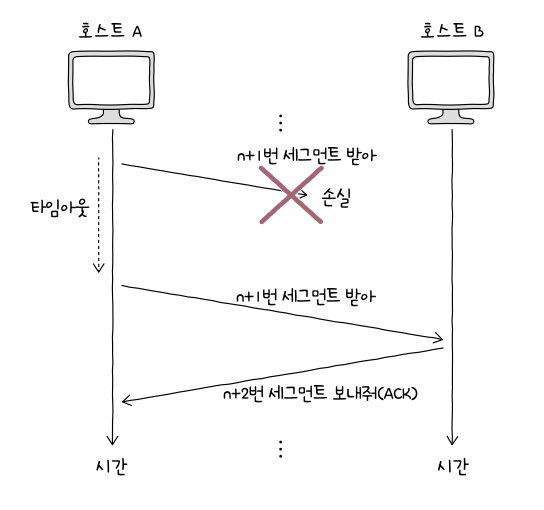 호스트 A
호스트 B
n+1번 세그먼트 받아
손실
타임아웃
n+1번 세그먼트 받아
n+2번 세그먼트 보내줘(ACK)
시간
시간